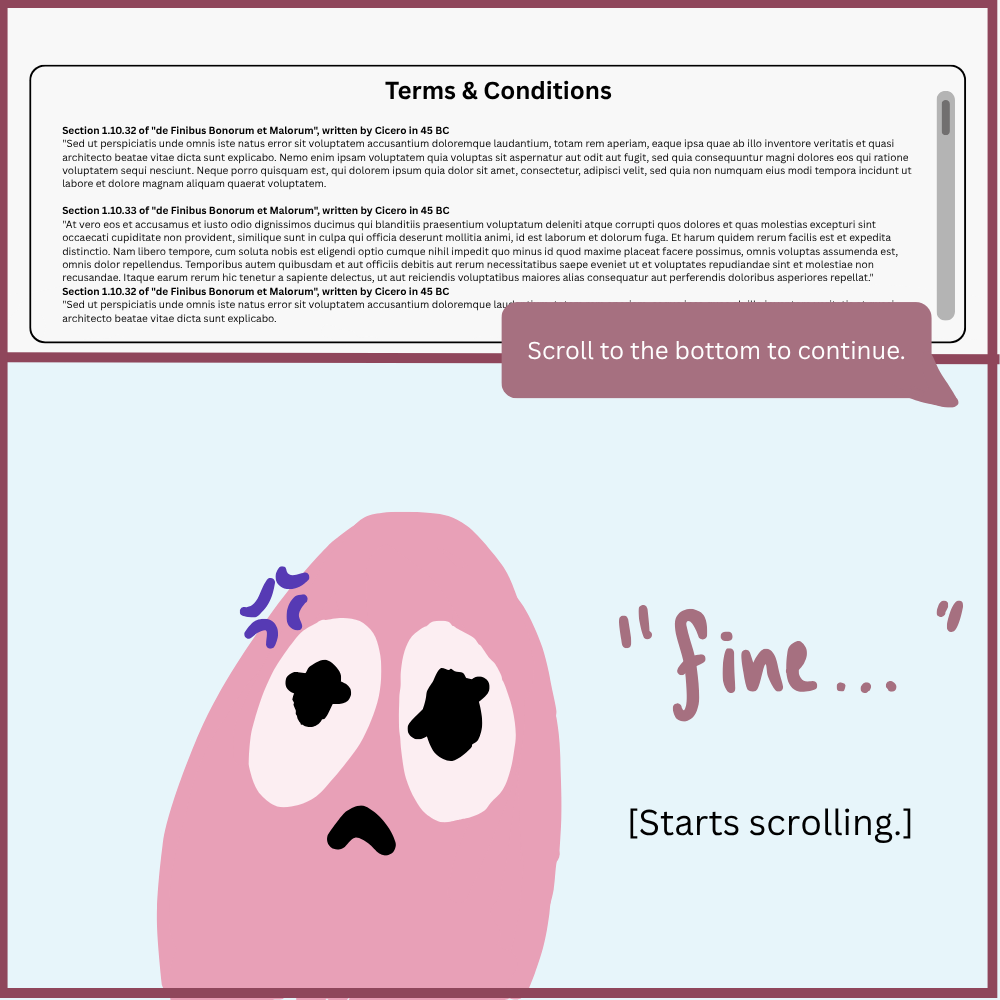 Terms & Conditions
Section 1.10.32 of "de Finibus Bonorum et Malorum", written by Cicero in 45 BC
"Sed ut perspiciatis unde omnis iste natus error sit voluptatem accusantium doloremque laudantium, totam rem aperiam, eaque ipsa quae ab illo inventore veritatis et quasi
architecto beatae vitae dicta sunt explicabo. Nemo enim ipsam voluptatem quia voluptas sit aspernatur aut odit aut fugit, sed quia consequuntur magni dolores eos qui ratione
voluptatem sequi nesciunt. Neque porro quisquam est, qui dolorem ipsum quia dolor sit amet, consectetur, adipisci velit, sed quia non numquam eius modi tempora incidunt ut
labore et dolore magnam aliquam quaerat voluptatem.
Section 1.10.33 of "de Finibus Bonorum et Malorum", written by Cicero in 45 BC
"At vero eos et accusamus et iusto odio dignissimos ducimus qui blanditiis praesentium voluptatum deleniti atque corrupti quos dolores et quas molestias excepturi sint
occaecati cupiditate non provident, similique sunt in culpa qui officia deserunt mollitia animi, id est laborum et dolorum fuga. Et harum quidem rerum facilis est et expedita
distinctio. Nam libero tempore, cum soluta nobis est eligendi optio cumque nihil impedit quo minus id quod maxime placeat facere possimus, omnis voluptas assumenda est,
omnis dolor repellendus. Temporibus autem quibusdam et aut officiis debitis aut rerum necessitatibus saepe eveniet ut et voluptates repudiandae sint et molestiae non
recusandae. Itaque earum rerum hic tenetur a sapiente delectus, ut aut reiciendis voluptatibus maiores alias consequatur aut perferendis doloribus asperiores repellat."
Section 1.10.32 of "de Finibus Bonorum et Malorum", written by Cicero in 45 BC
"Sed ut perspiciatis unde omnis iste natus error sit voluptatem accusantium doloremque
architecto beatae vitae dicta sunt explicabo.
Scroll to the bottom to continue.
"fine..."
[Starts scrolling.]